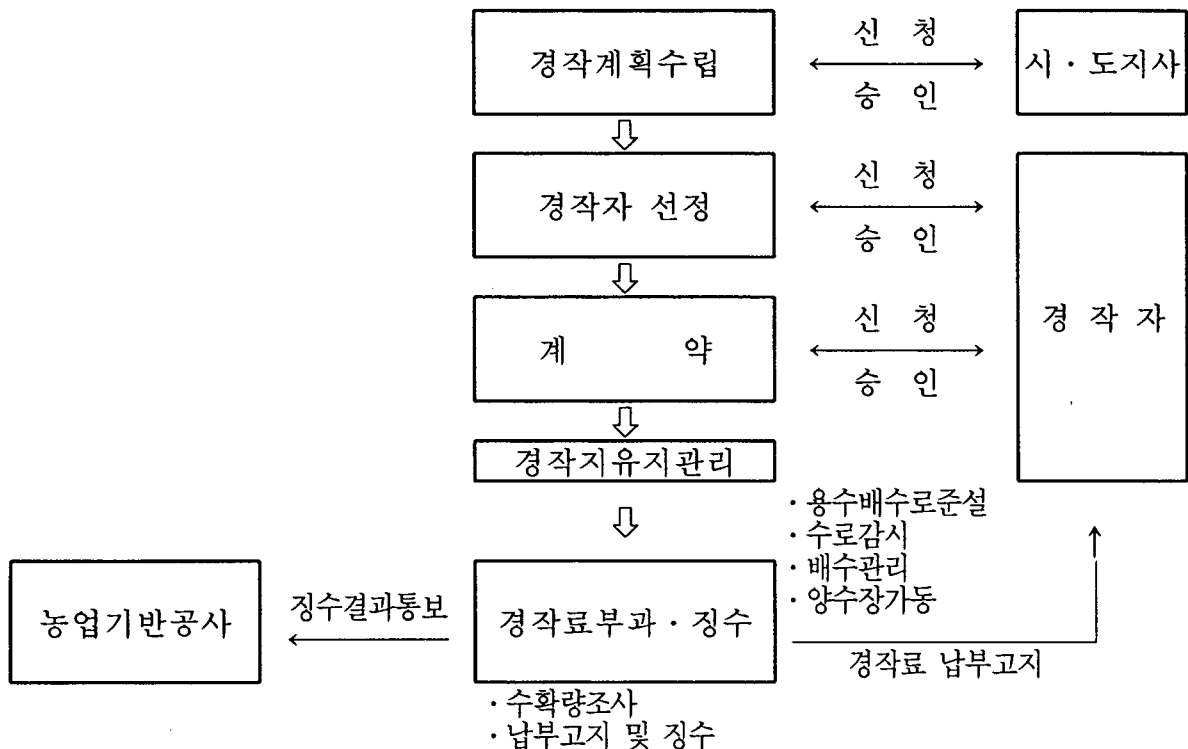 신 청
경작계획수립
시 · 도지사
승 인
신 청
경작자 선정
승 인
경 작 자
신 청
계 약
승 인
경작지유지관리
· 용수배수로준설
· 수로감시
· 배수관리
· 양수장가동
농업기반공사
징수결과통보
경작료부과 · 징수
경작료 납부고지
· 수확량조사
· 납부고지 및 징수